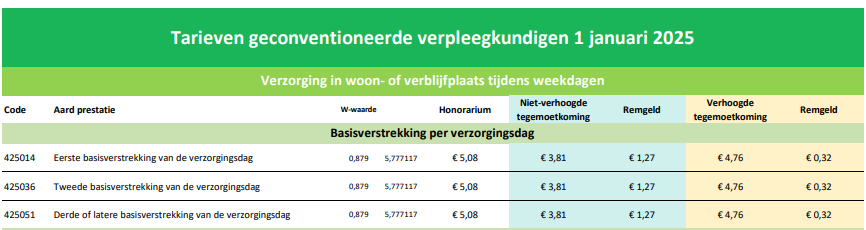 Tarieven geconventioneerde verpleegkundigen 1 januari 2025
Verzorging in woon- of verblijfplaats tijdens weekdagen
Code Aard prestatie W-waarde Honorarium Niet-verhoogde tegemoetkoming Remgeld Verhoogde tegemoetkoming Remgeld
Basisverstrekking per verzorgingsdag
425014 Eerste basisverstrekking van de verzorgingsdag 0,879 5,777117 € 5,08 € 3,81 € 1,27 € 4,76 € 0,32
425036 Tweede basisverstrekking van de verzorgingsdag 0,879 5,777117 € 5,08 € 3,81 € 1,27 € 4,76 € 0,32
425051 Derde of latere basisverstrekking van de verzorgingsdag 0,879 5,777117 € 5,08 € 3,81 € 1,27 € 4,76 € 0,32